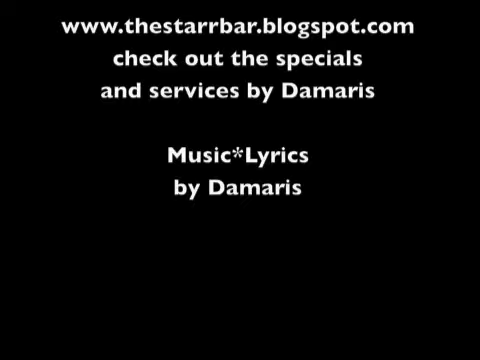 www.thestarrbar.blogspot.com
check out the specials
and services by Damaris
Music*Lyrics
by Damaris